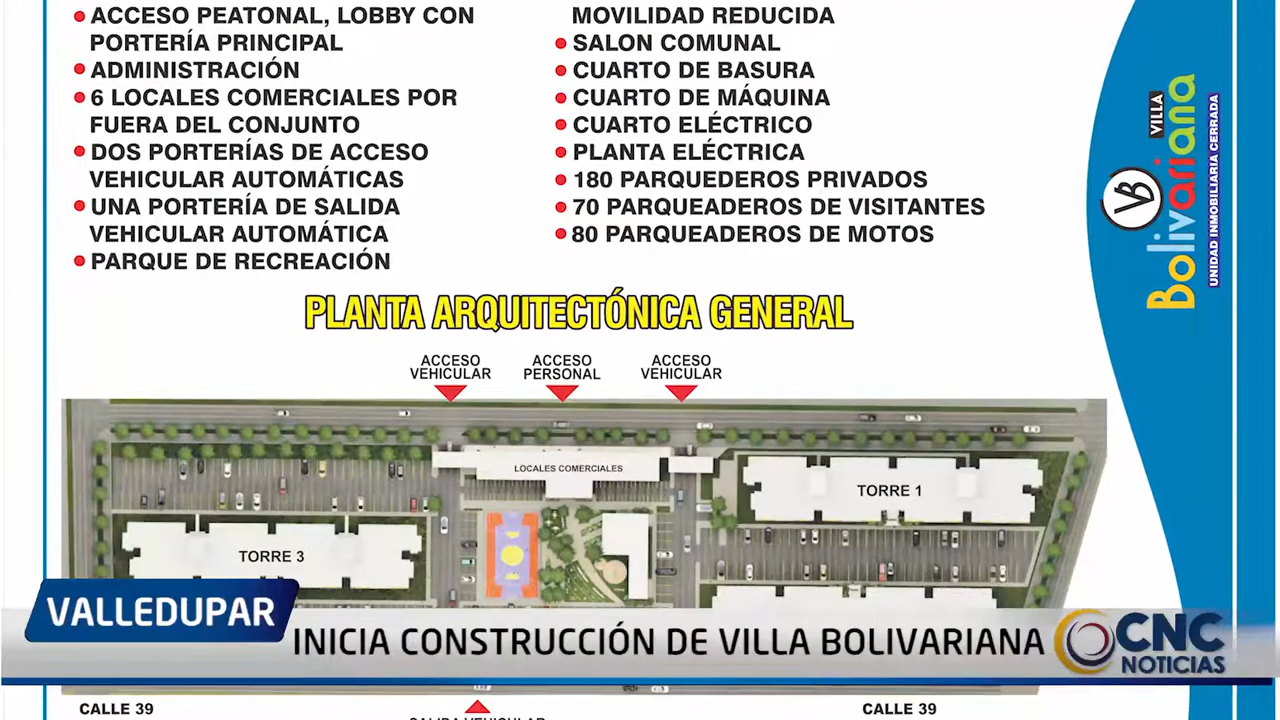 ACCESO PEATONAL, LOBBY CON
PORTERÍA PRINCIPAL
ADMINISTRACIÓN
6 LOCALES COMERCIALES POR
FUERA DEL CONJUNTO
DOS PORTERÍAS DE ACCESO
VEHICULAR AUTOMÁTICAS
UNA PORTERÍA DE SALIDA
VEHICULAR AUTOMÁTICA
PARQUE DE RECREACIÓN
MOVILIDAD REDUCIDA
SALON COMUNAL
CUARTO DE BASURA
CUARTO DE MÁQUINA
CUARTO ELÉCTRICO
PLANTA ELÉCTRICA
180 PARQUEDEROS PRIVADOS
70 PARQUEADEROS DE VISITANTES
80 PARQUEADEROS DE MOTOS
VB
VILLA
Bolivariana
UNIDAD INMOBILIARIA CERRADA
PLANTA ARQUITECTÓNICA GENERAL
ACCESO
VEHICULAR
ACCESO
PERSONAL
ACCESO
VEHICULAR
LOCALES COMERCIALES
TORRE 1
TORRE 3
VALLEDUPAR
INICIA CONSTRUCCIÓN DE VILLA BOLIVARIANA
CNC
NOTICIAS
CALLE 39
SALIDA VEHICULAR
CALLE 39